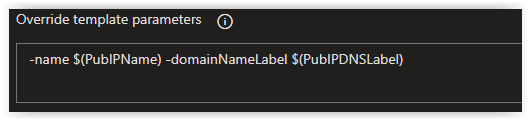 Override template parameters
-name $(PubIPName) -domainNameLabel $(PubIPDNSLabel)